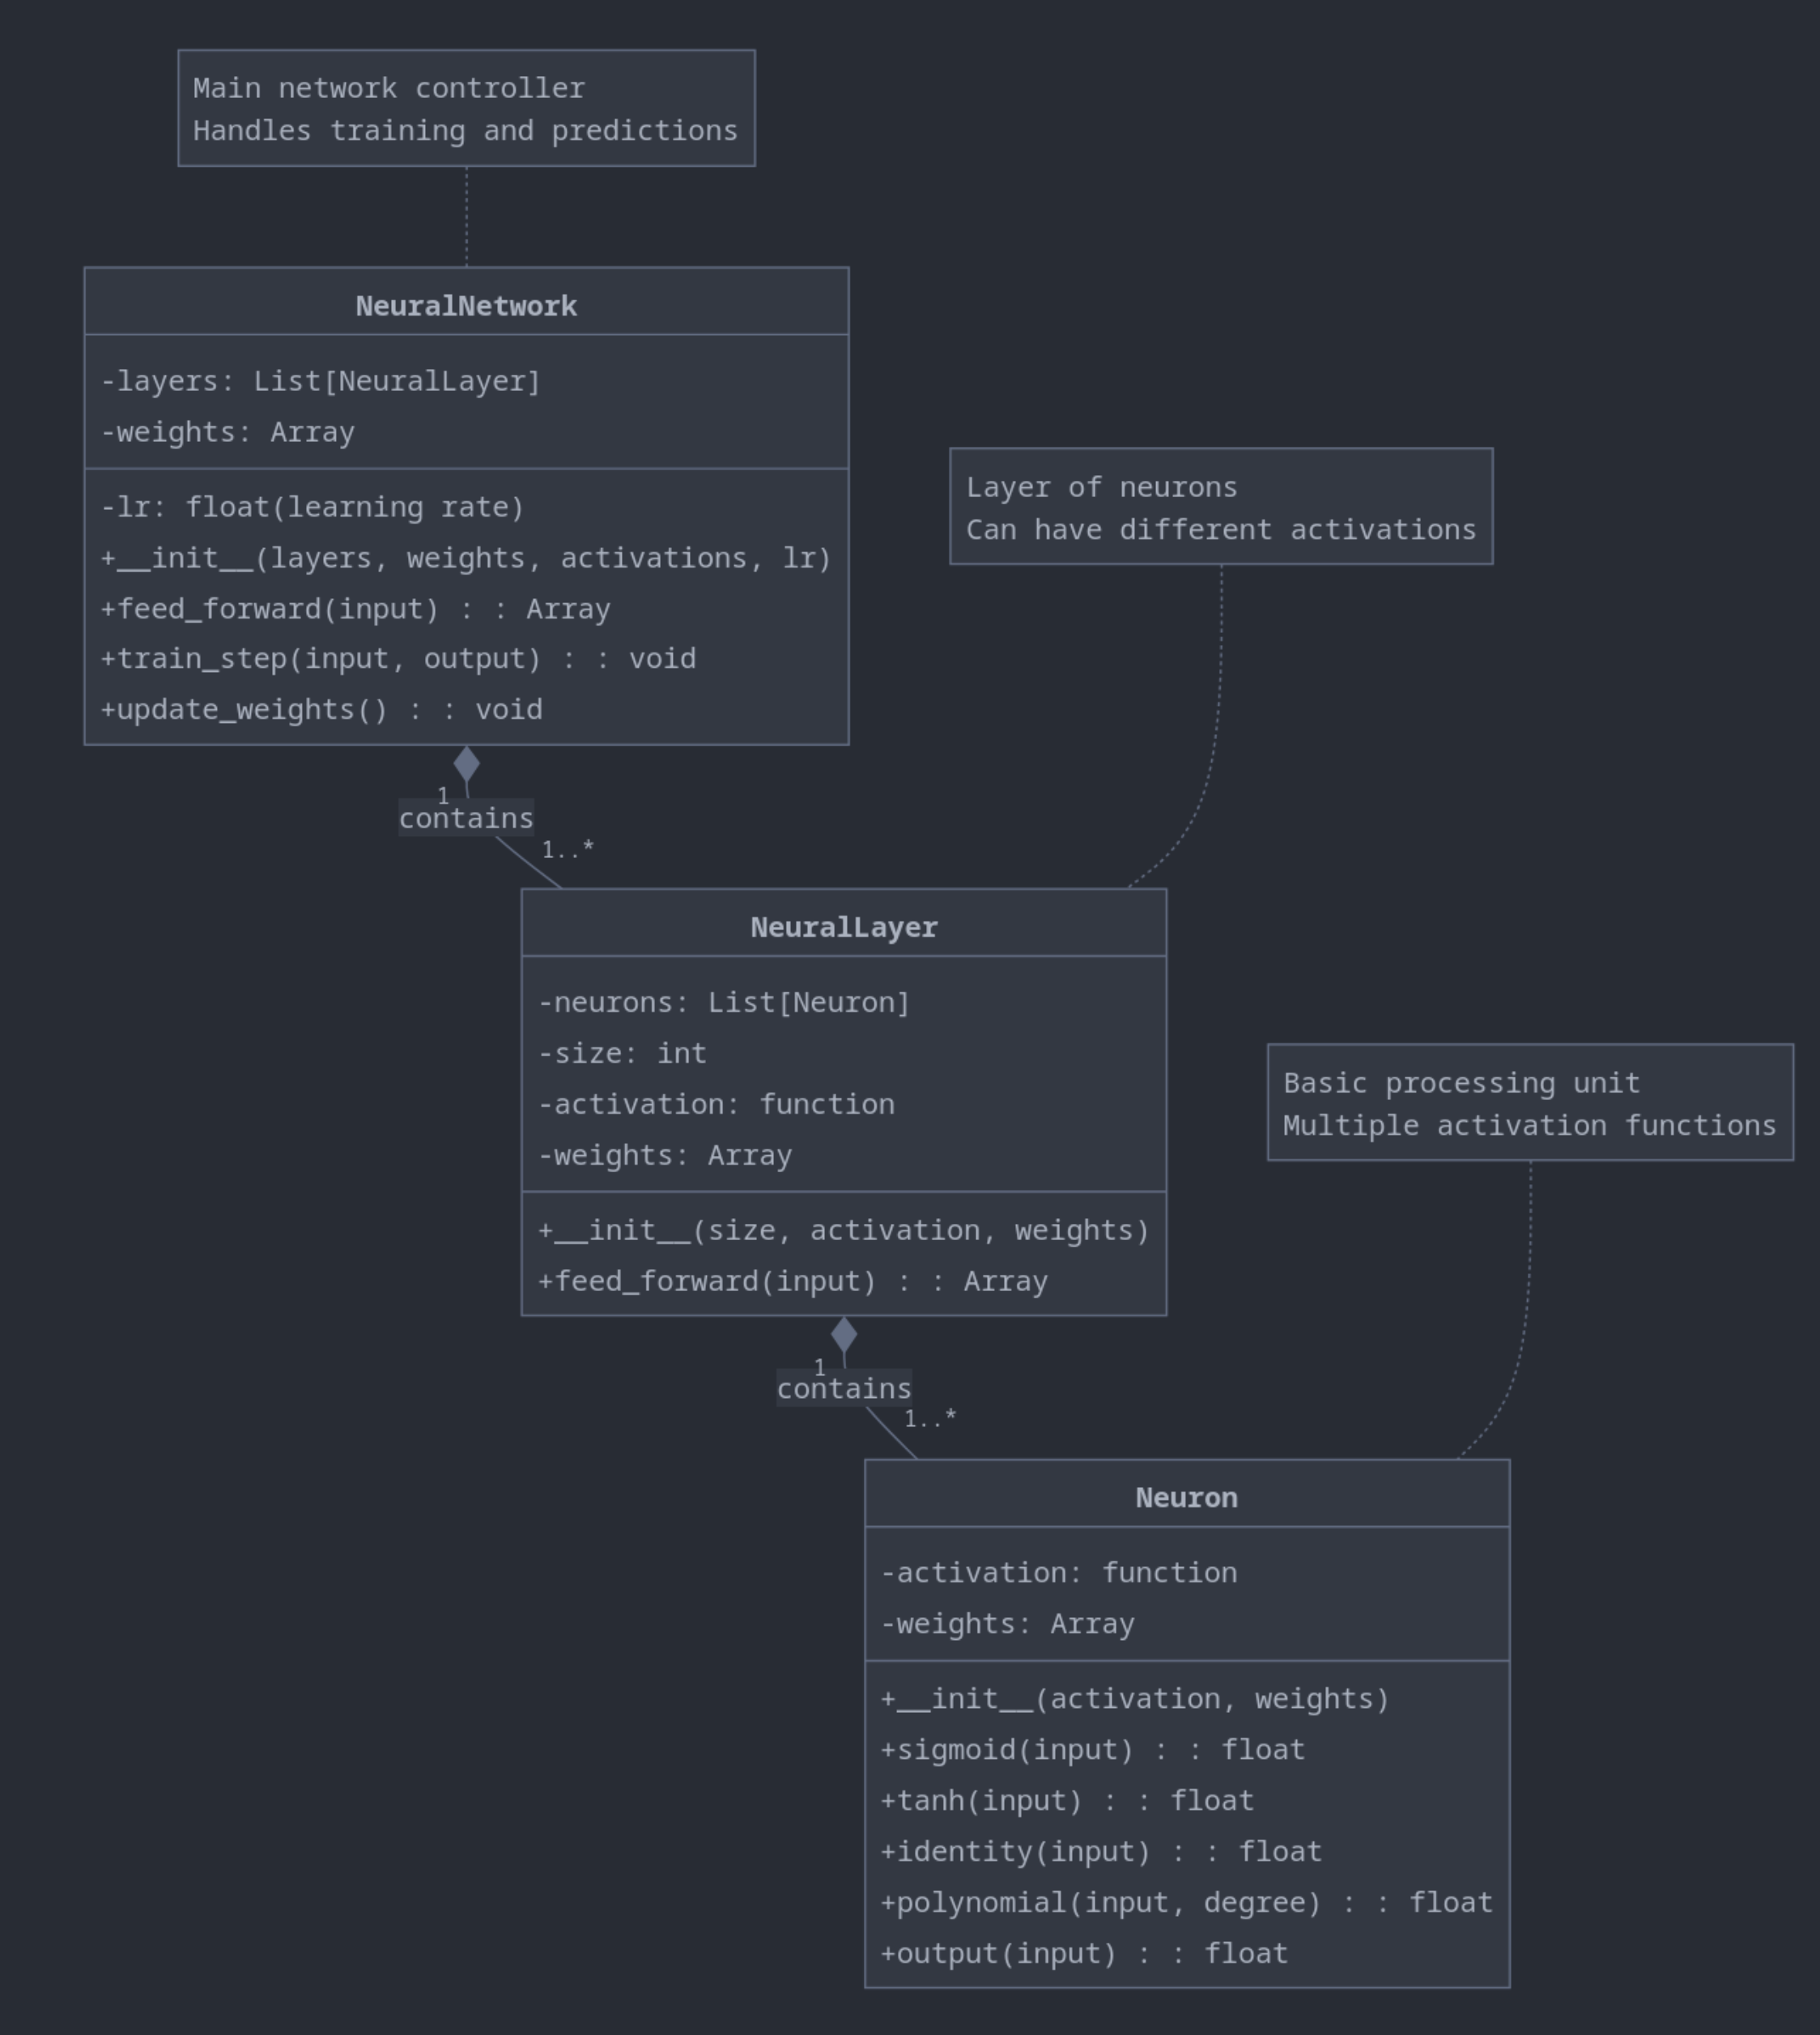 Main network controller
Handles training and predictions
NeuralNetwork
-layers: List[NeuralLayer]
-weights: Array
-lr: float(learning rate)
+__init__(layers, weights, activations, lr)
+feed_forward(input) : : Array
+train_step(input, output) : : void
+update_weights() : : void
1
contains
1..*
Layer of neurons
Can have different activations
NeuralLayer
-neurons: List[Neuron]
-size: int
-activation: function
-weights: Array
+__init__(size, activation, weights)
+feed_forward(input) : : Array
1
contains
1..*
Basic processing unit
Multiple activation functions
Neuron
-activation: function
-weights: Array
+__init__(activation, weights)
+sigmoid(input) : : float
+tanh(input) : : float
+identity(input) : : float
+polynomial(input, degree) : : float
+output(input) : : float